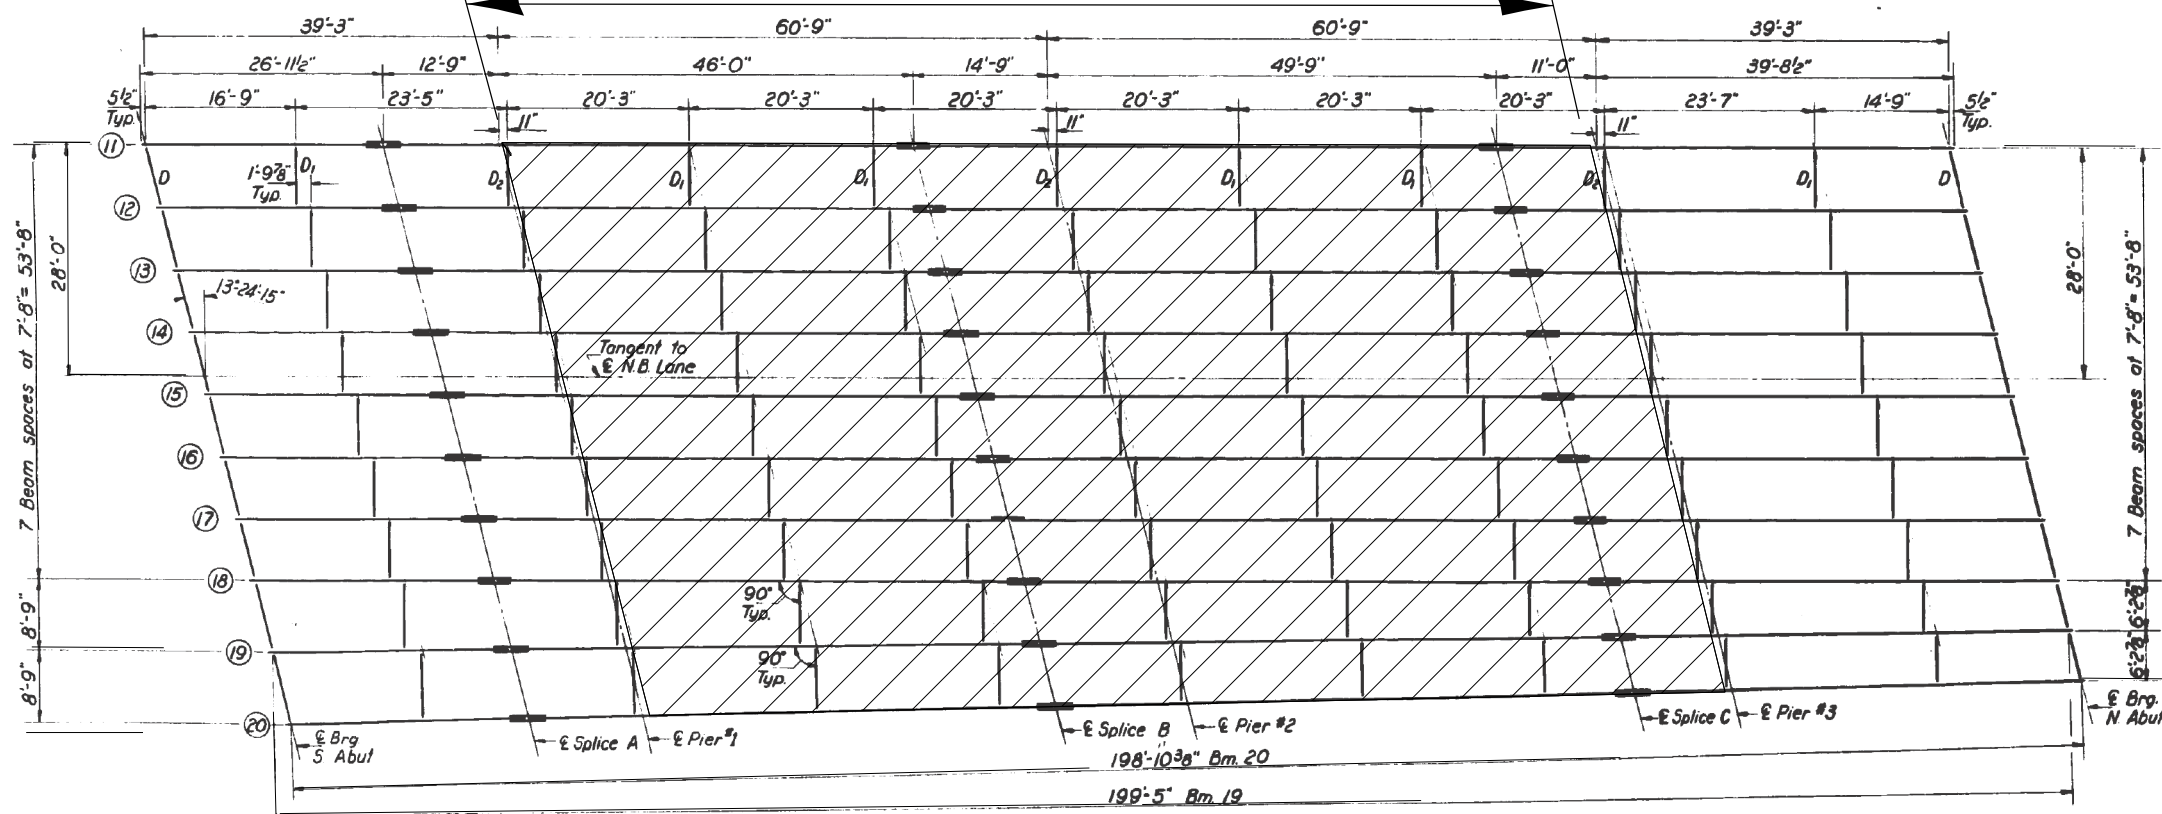 39'-3" 60'-9" 60'-9" 39'-3"
26'-11½" 12'-9" 46'-0" 14'-9" 49'-9" 11'-0" 39'-8½"
5½" Typ. 16'-9" 23'-5" 20'-3" 20'-3" 20'-3" 20'-3" 20'-3" 20'-3" 23'-7" 14'-9" 5½" Typ.
11" 11" 11"
11
D 1'-9⅞" Typ. D₁ D₂ D₁ D₁ D₂ D₁ D₁ D₂ D₁ D
12
13
13°-24'-15"
28'-0"
28'-0"
14
Tangent to
℄ N.B. Lane
15
16
17
18
19
20
7 Beam spaces at 7'-8" = 53'-8"
8'-9"
8'-9"
7 Beam spaces at 7'-8" = 53'-8"
6'-2⅞"
6'-2⅞"
90°
Typ.
90°
Typ.
℄ Brg
S Abut
℄ Splice A
℄ Pier #1
℄ Splice B
℄ Pier #2
℄ Splice C
℄ Pier #3
℄ Brg.
N. Abut
198'-10⅜" Bm. 20
199'-5" Bm. 19